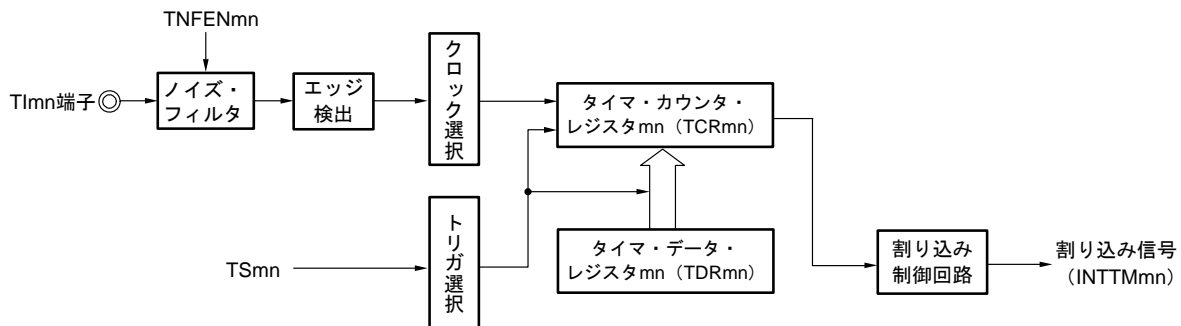 TNFENmn
TImn端子
ノイズ・
フィルタ
エッジ
検出
クロック選択
タイマ・カウンタ・
レジスタmn（TCRmn）
TSmn
トリガ選択
タイマ・データ・
レジスタmn（TDRmn）
割り込み
制御回路
割り込み信号
（INTTMmn）